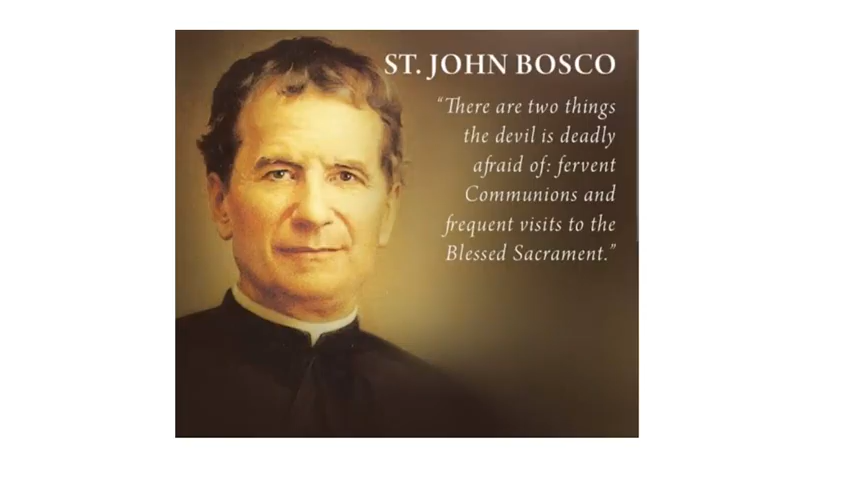 ST. JOHN BOSCO
“There are two things
the devil is deadly
afraid of: fervent
Communions and
frequent visits to the
Blessed Sacrament.”